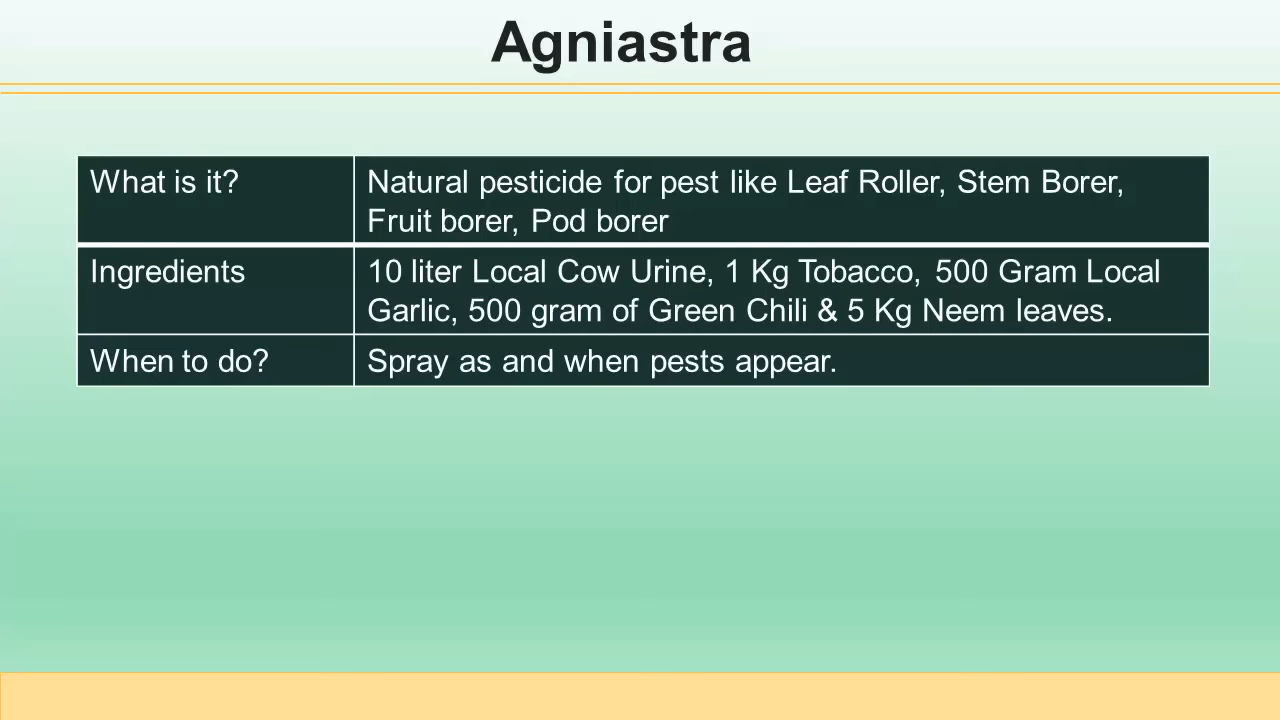 Agniastra
What is it?
Natural pesticide for pest like Leaf Roller, Stem Borer,
Fruit borer, Pod borer
Ingredients
10 liter Local Cow Urine, 1 Kg Tobacco, 500 Gram Local
Garlic, 500 gram of Green Chili & 5 Kg Neem leaves.
When to do?
Spray as and when pests appear.